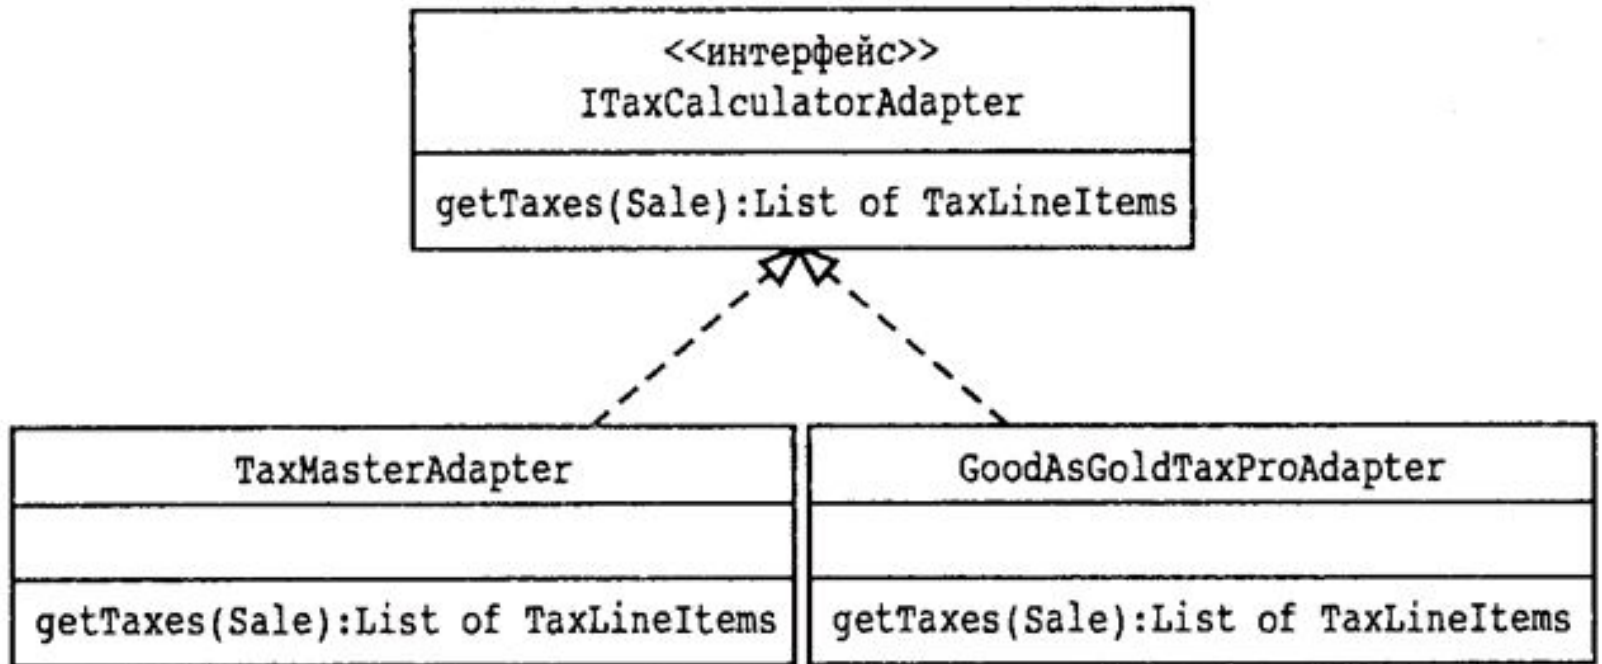 <<интерфейс>>
ITaxCalculatorAdapter
getTaxes(Sale):List of TaxLineItems
TaxMasterAdapter
GoodAsGoldTaxProAdapter
getTaxes(Sale):List of TaxLineItems
getTaxes(Sale):List of TaxLineItems